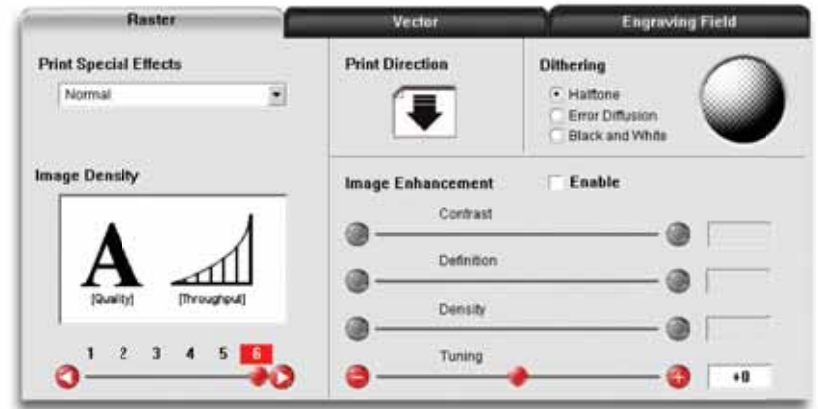 Raster
Vector
Engraving Field
Print Special Effects
Normal
Print Direction
Dithering
Halftone
Error Diffusion
Black and White
Image Density
A
[Quality]
[Throughput]
1 2 3 4 5 6
Image Enhancement
Enable
Contrast
Definition
Density
Tuning
+0